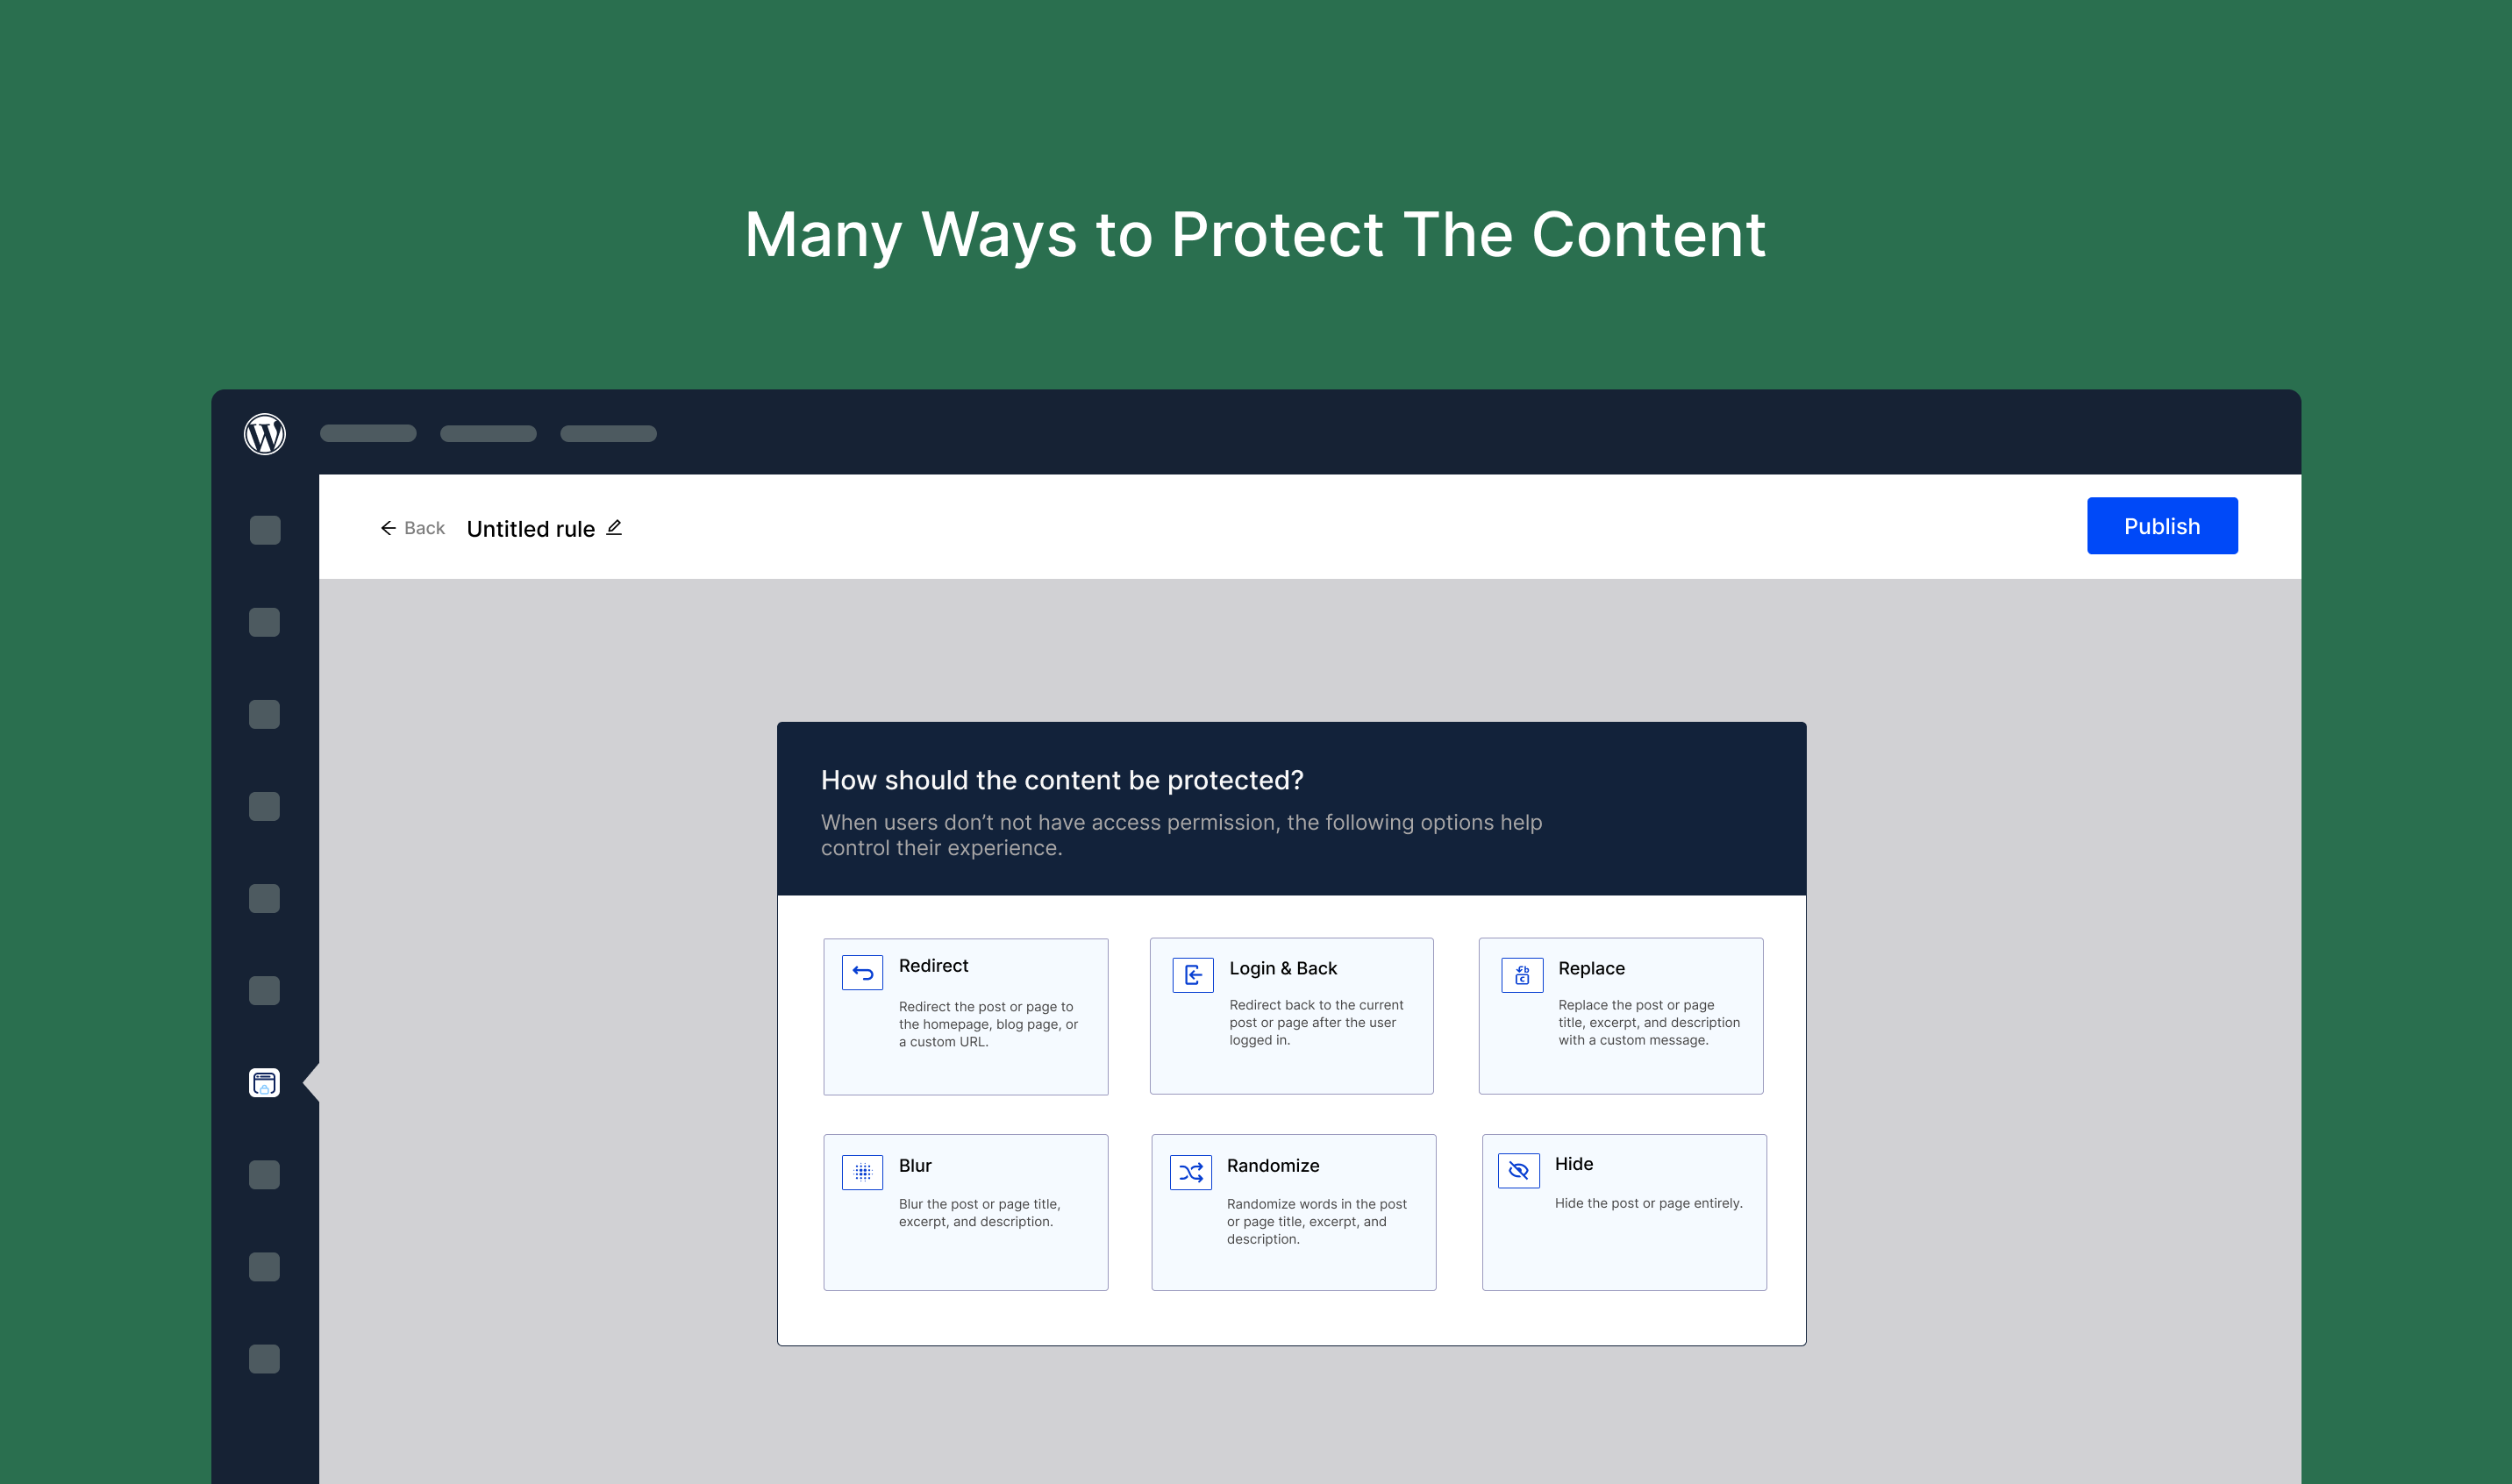 Many Ways to Protect The Content
Back
Untitled rule
Publish
How should the content be protected?
When users don’t not have access permission, the following options help
control their experience.
Redirect
Redirect the post or page to
the homepage, blog page, or
a custom URL.
Login & Back
Redirect back to the current
post or page after the user
logged in.
Replace
Replace the post or page
title, excerpt, and description
with a custom message.
Blur
Blur the post or page title,
excerpt, and description.
Randomize
Randomize words in the post
or page title, excerpt, and
description.
Hide
Hide the post or page entirely.